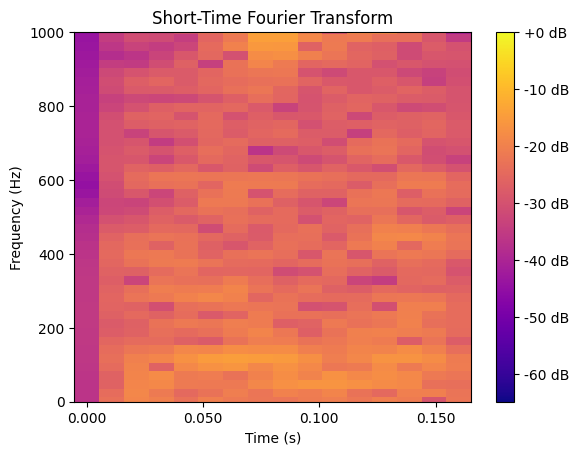 Short-Time Fourier Transform
1000
800
600
400
200
0
Frequency (Hz)
0.000
0.050
0.100
0.150
Time (s)
+0 dB
-10 dB
-20 dB
-30 dB
-40 dB
-50 dB
-60 dB